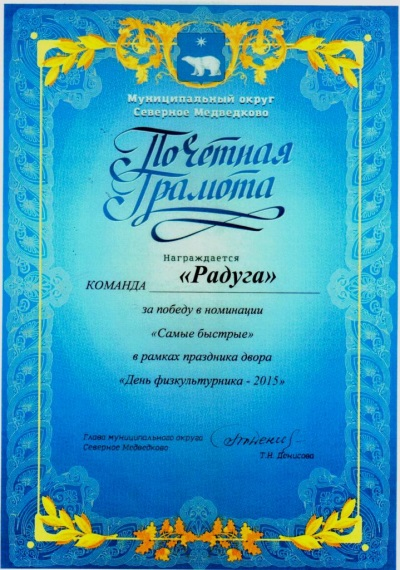 Муниципальный округ
Северное Медведково
Почетная
Грамота
Награждается
КОМАНДА «Радуга»
за победу в номинации
«Самые быстрые»
в рамках праздника двора
«День физкультурника - 2015»
Глава муниципального округа
Северное Медведково
Т.Н. Денисова